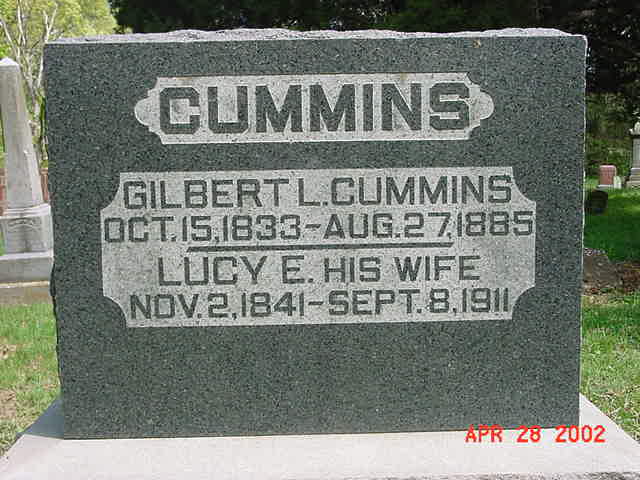 CUMMINS
GILBERT L. CUMMINS
OCT. 15, 1833 - AUG. 27, 1885
LUCY E. HIS WIFE
NOV. 2, 1841 - SEPT. 8, 1911
APR 28 2002